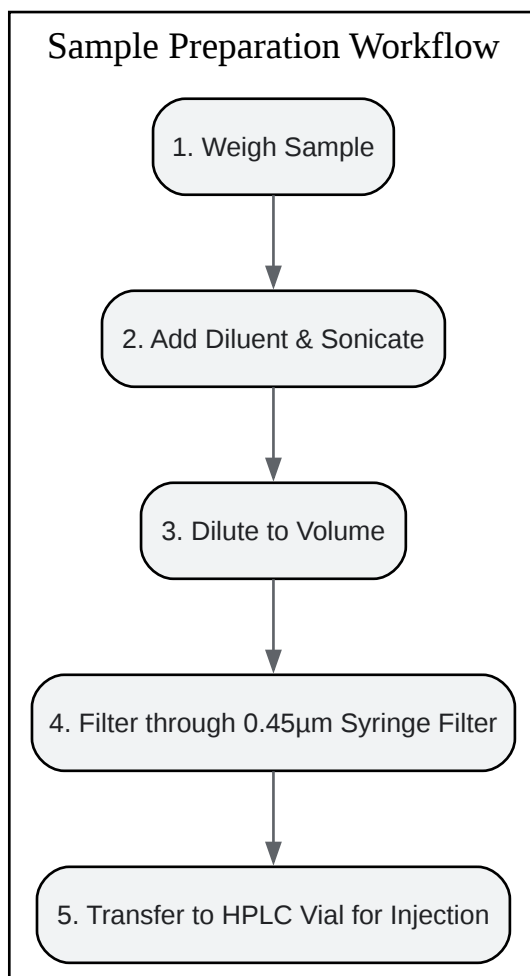 Sample Preparation Workflow
1. Weigh Sample
2. Add Diluent & Sonicate
3. Dilute to Volume
4. Filter through 0.45µm Syringe Filter
5. Transfer to HPLC Vial for Injection